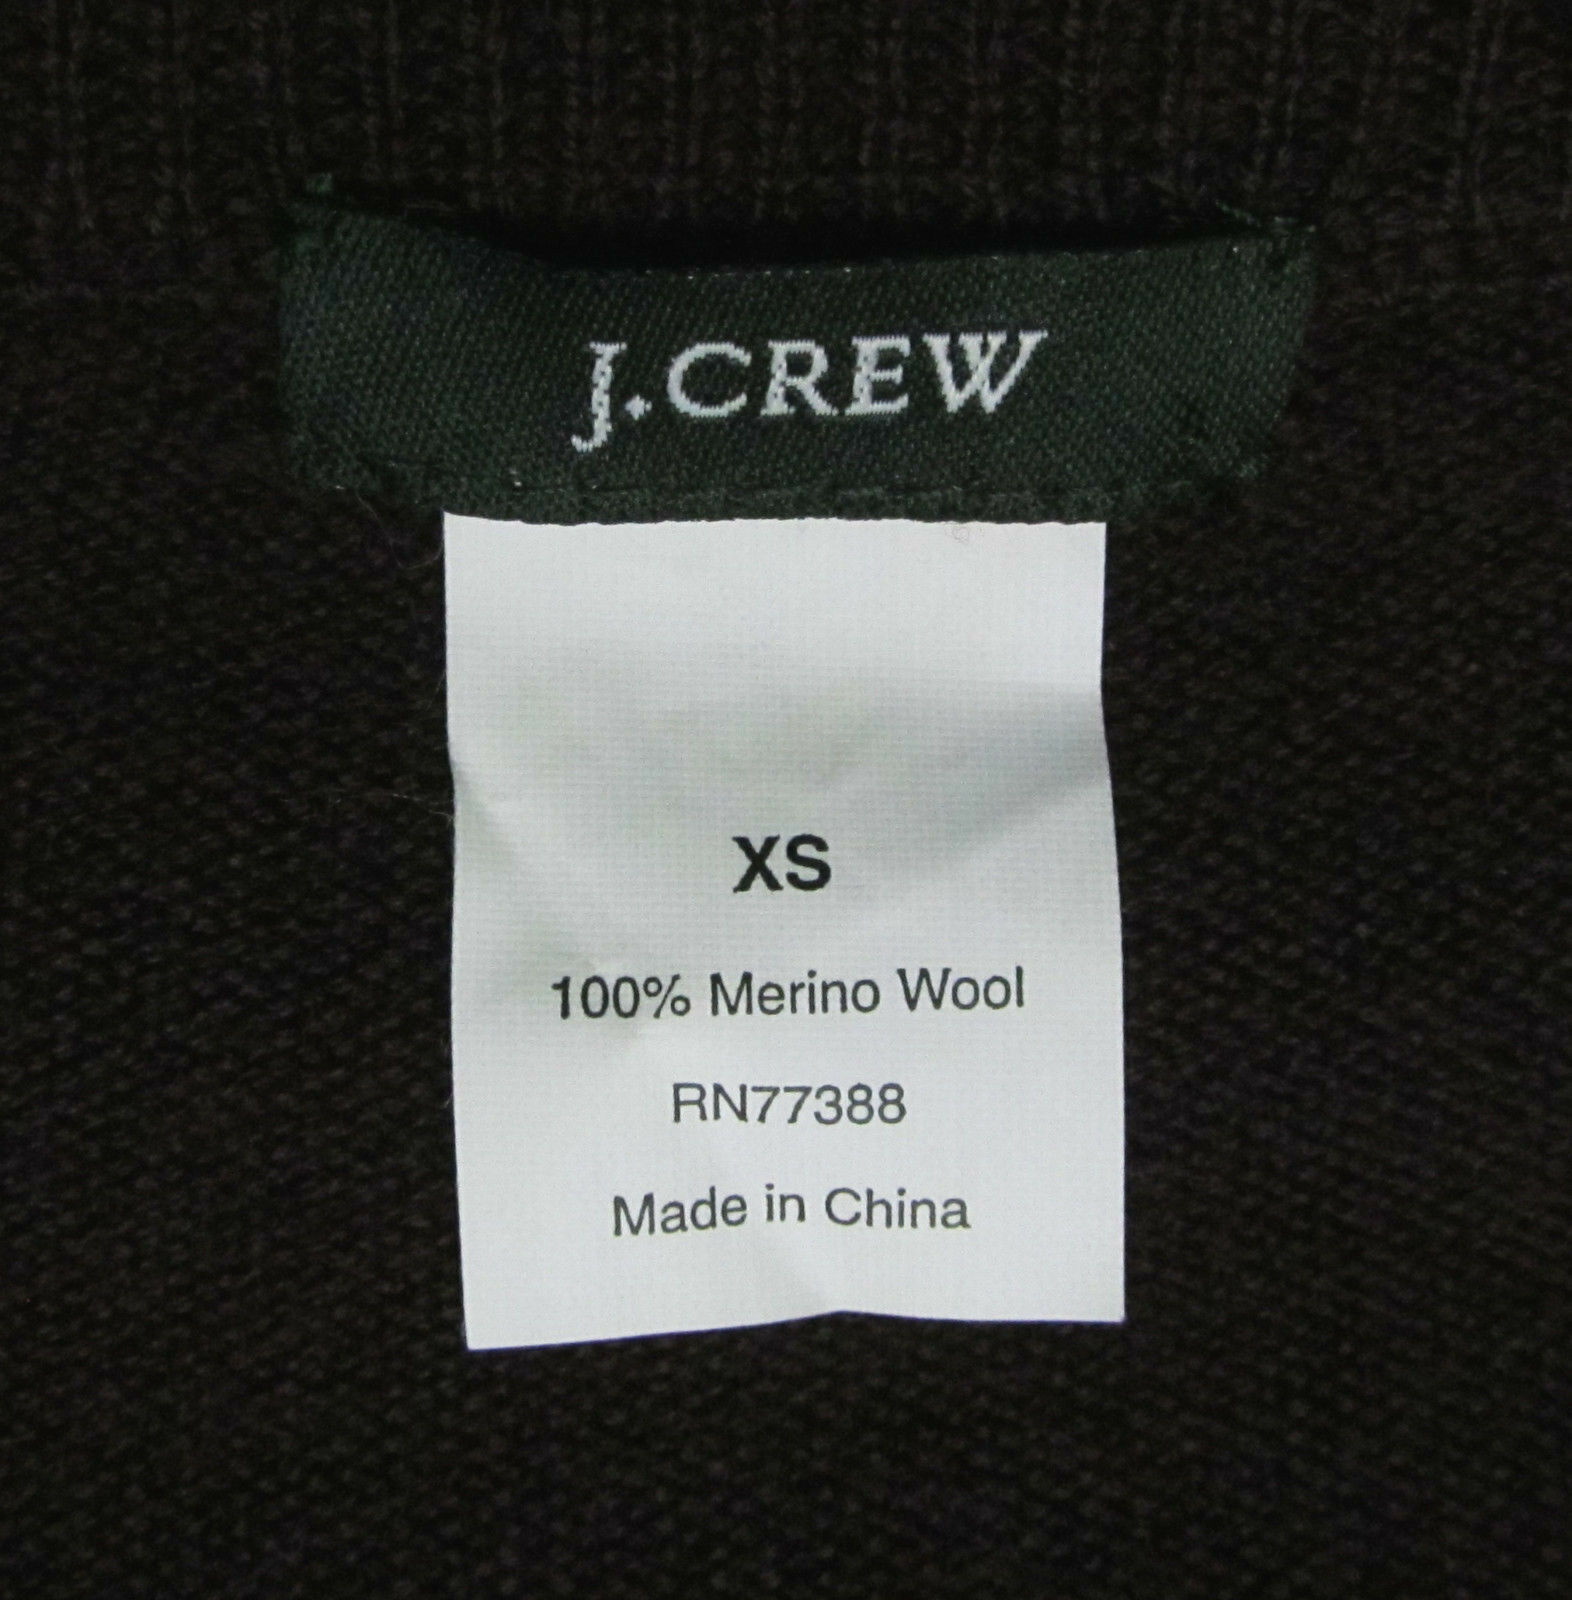 J.CREW
XS
100% Merino Wool
RN77388
Made in China